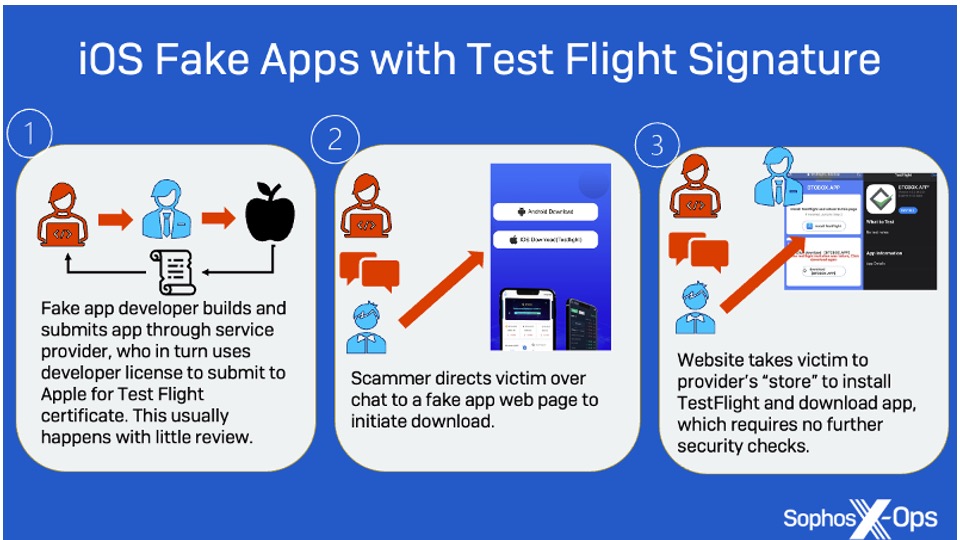 iOS Fake Apps with Test Flight Signature
1
2
3
Fake app developer builds and
submits app through service
provider, who in turn uses
developer license to submit to
Apple for Test Flight
certificate. This usually
happens with little review.
Android Download
iOS Download(Testflight)
Scammer directs victim over
chat to a fake app web page to
initiate download.
BTCBOX.APP
Install TestFlight
TestFlight
BTCBOX.APP
What to Test
App Information
Website takes victim to
provider’s “store” to install
TestFlight and download app,
which requires no further
security checks.
Sophos X-Ops